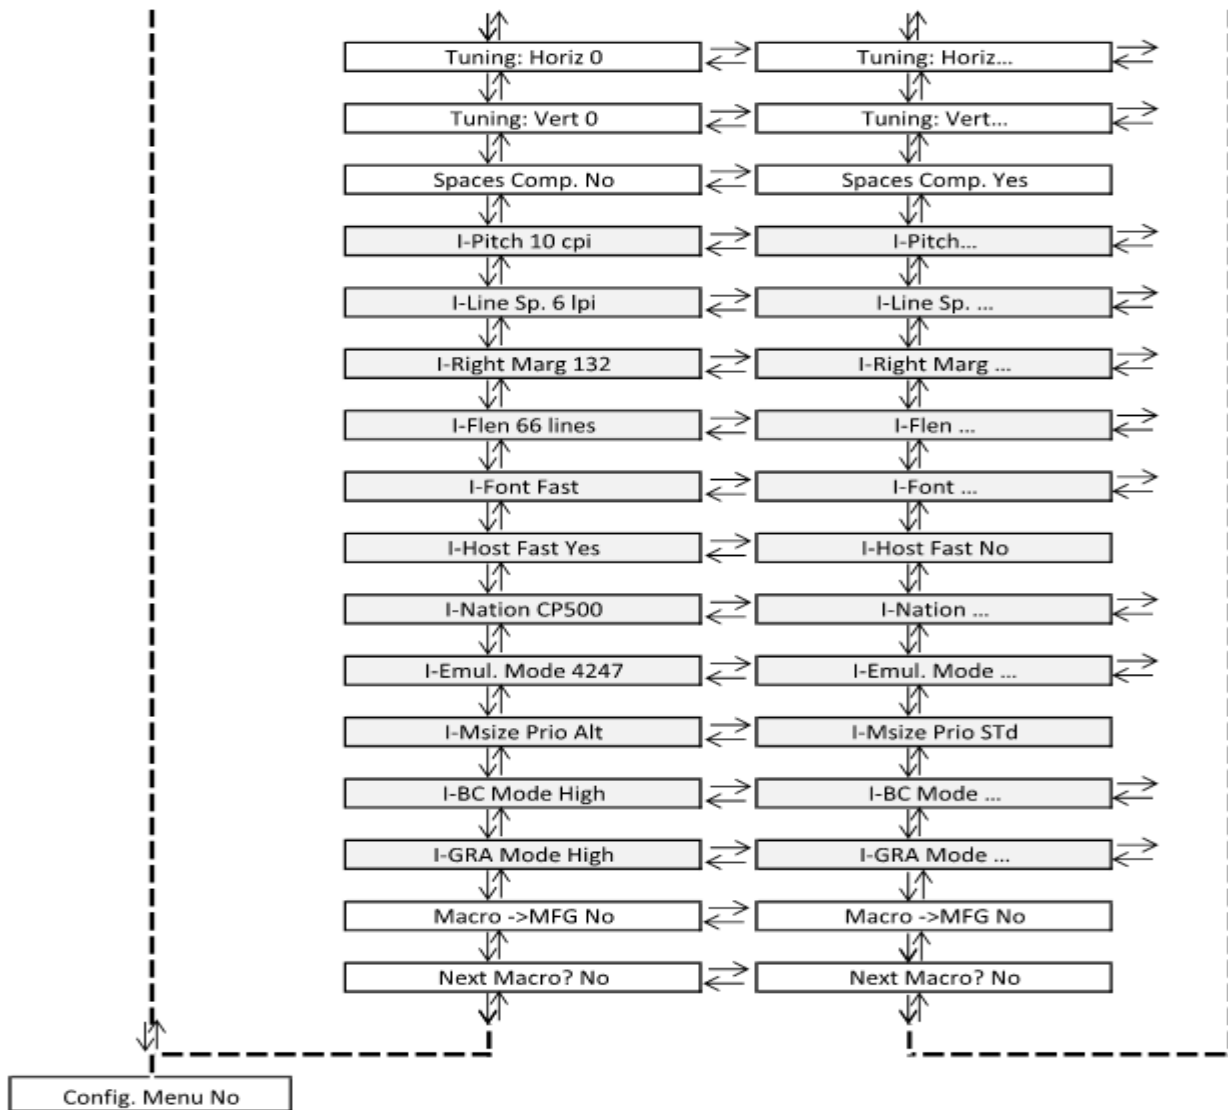 Tuning: Horiz 0 Tuning: Horiz...
Tuning: Vert 0 Tuning: Vert...
Spaces Comp. No Spaces Comp. Yes
I-Pitch 10 cpi I-Pitch...
I-Line Sp. 6 lpi I-Line Sp. ...
I-Right Marg 132 I-Right Marg ...
I-Flen 66 lines I-Flen ...
I-Font Fast I-Font ...
I-Host Fast Yes I-Host Fast No
I-Nation CP500 I-Nation ...
I-Emul. Mode 4247 I-Emul. Mode ...
I-Msize Prio Alt I-Msize Prio STd
I-BC Mode High I-BC Mode ...
I-GRA Mode High I-GRA Mode ...
Macro ->MFG No Macro ->MFG No
Next Macro? No Next Macro? No
Config. Menu No